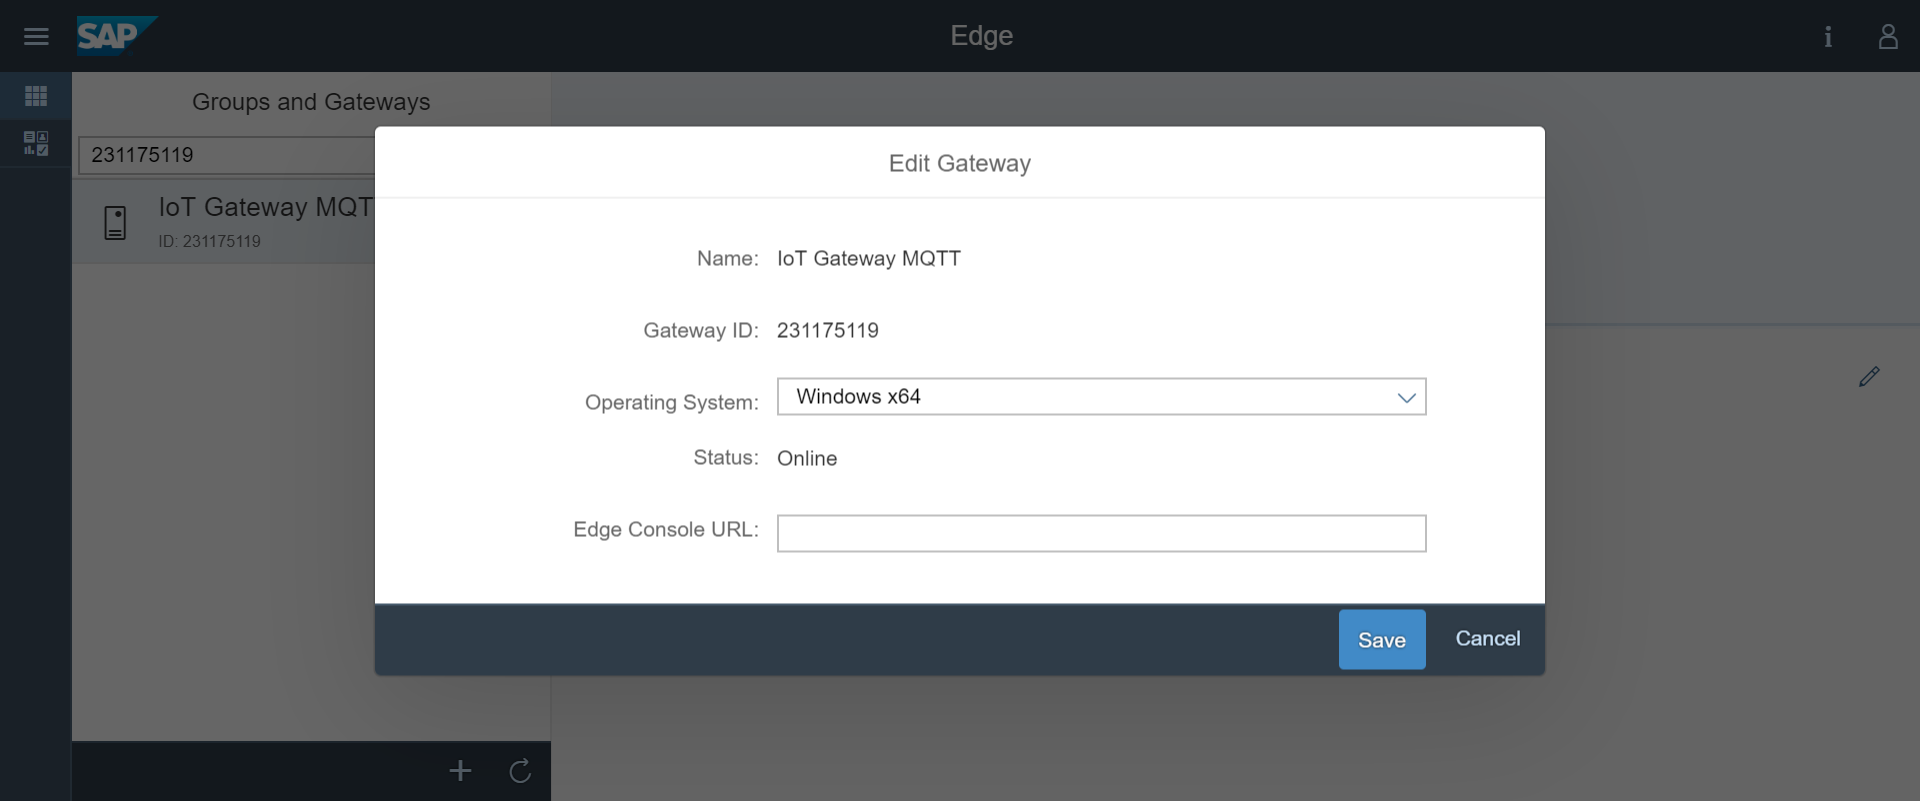 SAP
Edge
Groups and Gateways
231175119
IoT Gateway MQT
ID: 231175119
Edit Gateway
Name: IoT Gateway MQTT
Gateway ID: 231175119
Operating System: Windows x64
Status: Online
Edge Console URL:
Save Cancel